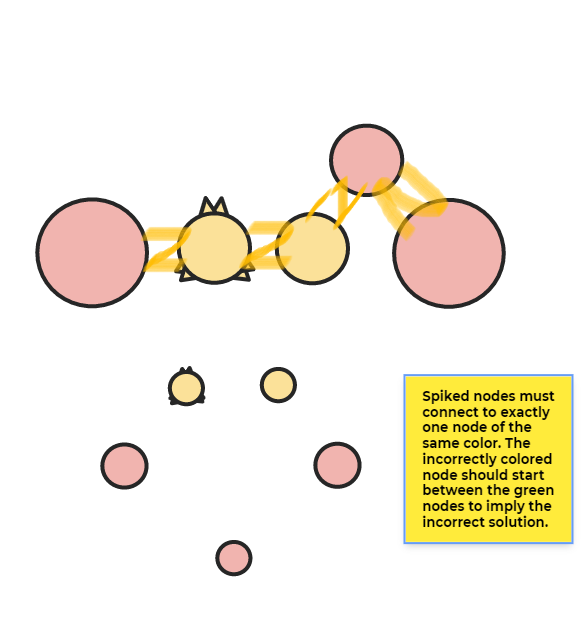 Spiked nodes must
connect to exactly
one node of the
same color. The
incorrectly colored
node should start
between the green
nodes to imply the
incorrect solution.